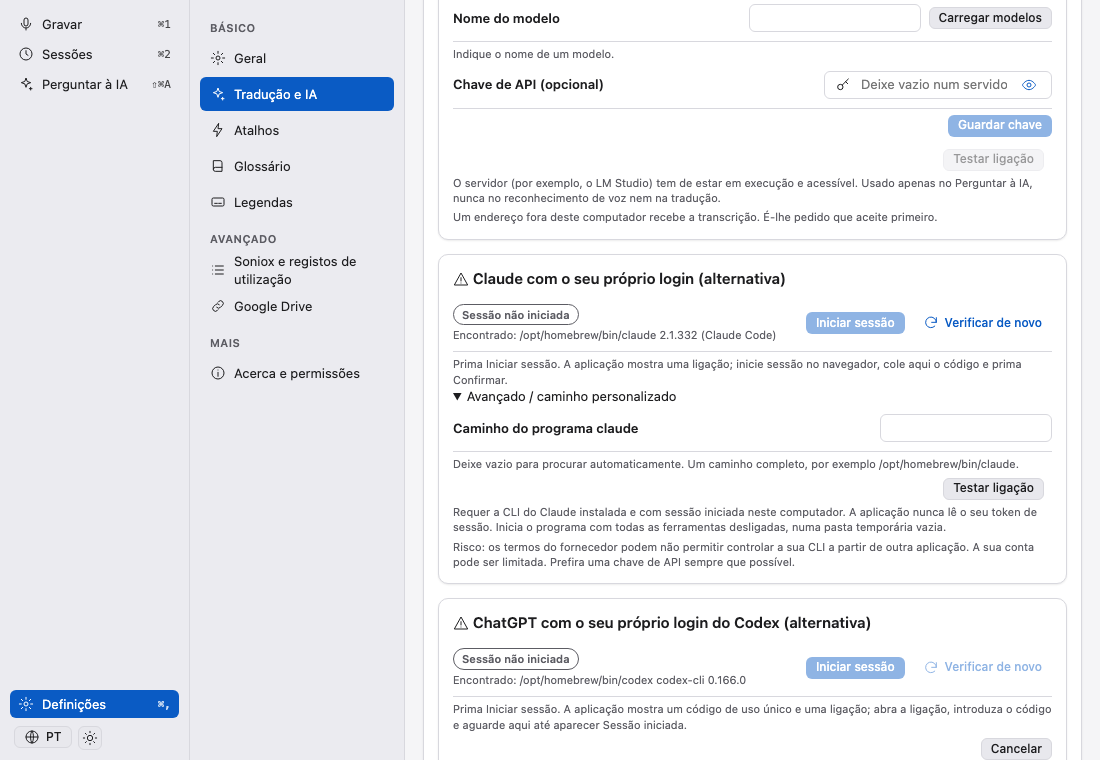 Gravar ⌘1
Sessões ⌘2
Perguntar à IA ⇧⌘A
Definições ⌘,
PT
BÁSICO
Geral
Tradução e IA
Atalhos
Glossário
Legendas
AVANÇADO
Soniox e registos de
utilização
Google Drive
MAIS
Acerca e permissões
Nome do modelo
Carregar modelos
Indique o nome de um modelo.
Chave de API (opcional)
Deixe vazio num servido
Guardar chave
Testar ligação
O servidor (por exemplo, o LM Studio) tem de estar em execução e acessível. Usado apenas no Perguntar à IA,
nunca no reconhecimento de voz nem na tradução.
Um endereço fora deste computador recebe a transcrição. É-lhe pedido que aceite primeiro.
Claude com o seu próprio login (alternativa)
Sessão não iniciada
Encontrado: /opt/homebrew/bin/claude 2.1.332 (Claude Code)
Iniciar sessão
Verificar de novo
Prima Iniciar sessão. A aplicação mostra uma ligação; inicie sessão no navegador, cole aqui o código e prima
Confirmar.
▼ Avançado / caminho personalizado
Caminho do programa claude
Deixe vazio para procurar automaticamente. Um caminho completo, por exemplo /opt/homebrew/bin/claude.
Testar ligação
Requer a CLI do Claude instalada e com sessão iniciada neste computador. A aplicação nunca lê o seu token de
sessão. Inicia o programa com todas as ferramentas desligadas, numa pasta temporária vazia.
Risco: os termos do fornecedor podem não permitir controlar a sua CLI a partir de outra aplicação. A sua conta
pode ser limitada. Prefira uma chave de API sempre que possível.
ChatGPT com o seu próprio login do Codex (alternativa)
Sessão não iniciada
Encontrado: /opt/homebrew/bin/codex codex-cli 0.166.0
Iniciar sessão
Verificar de novo
Prima Iniciar sessão. A aplicação mostra um código de uso único e uma ligação; abra a ligação, introduza o código
e aguarde aqui até aparecer Sessão iniciada.
Cancelar